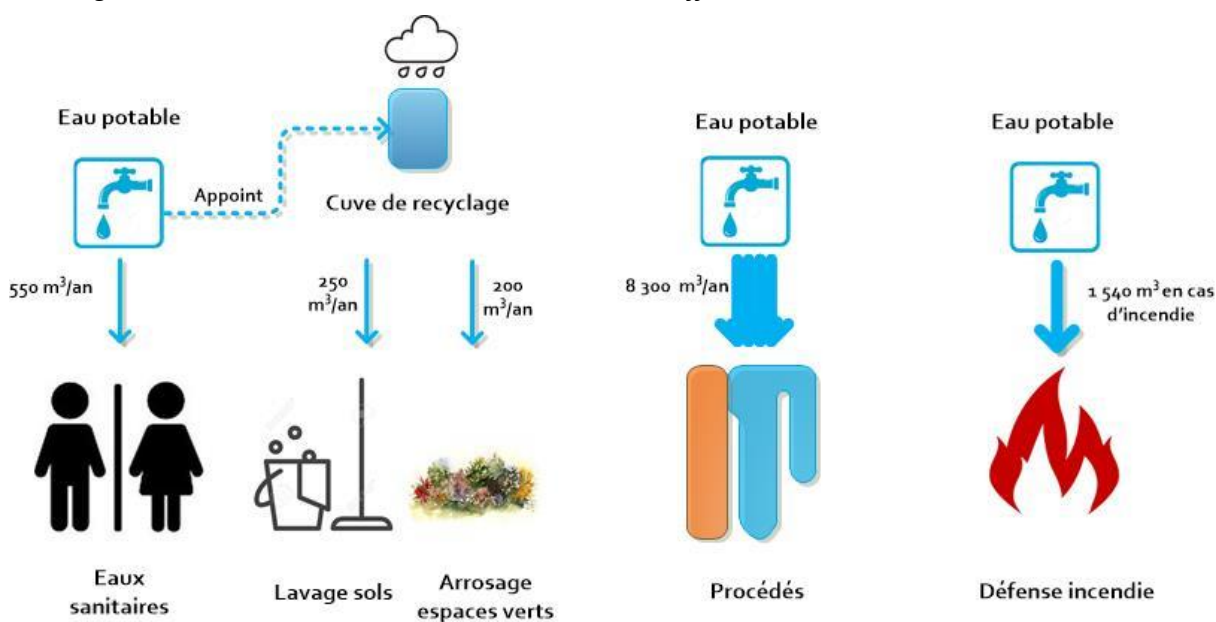 Eau potable
Appoint
Cuve de recyclage
550 m³/an
250
m³/an
200
m³/an
Eau potable
8 300 m³/an
Eau potable
1 540 m³ en cas
d'incendie
Eaux
sanitaires
Lavage sols
Arrosage
espaces verts
Procédés
Défense incendie